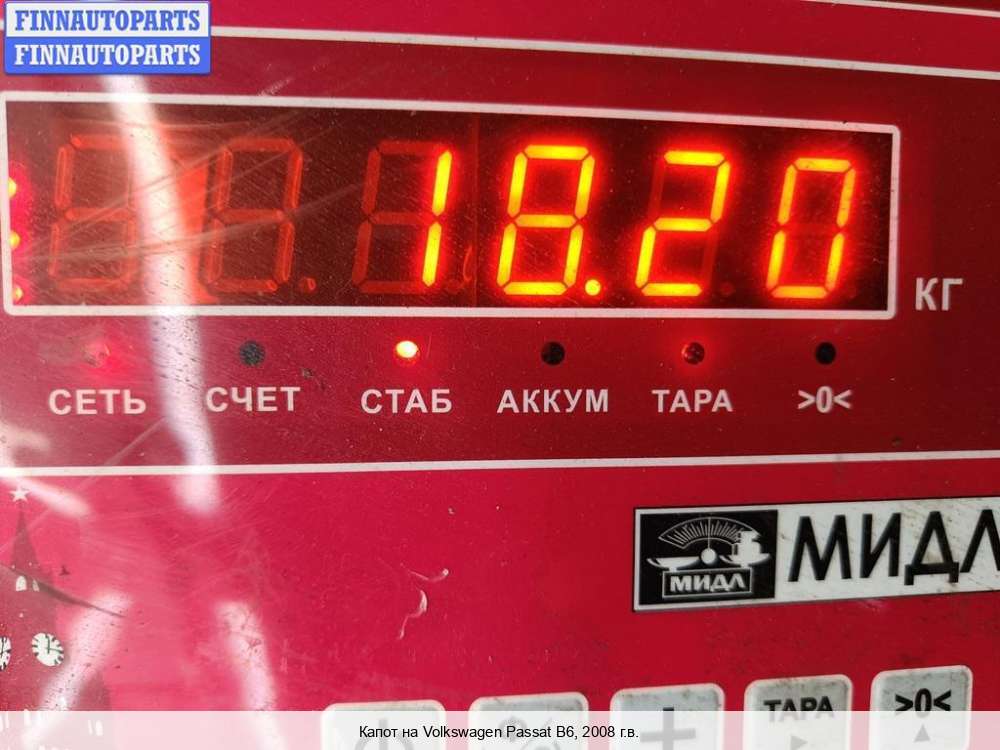 FINNAUTOPARTS
FINNAUTOPARTS
18.20
КГ
СЕТЬ СЧЕТ СТАБ АККУМ ТАРА >0<
МИДЛ МИДЛ
ТАРА >0<
Капот на Volkswagen Passat B6, 2008 г.в.